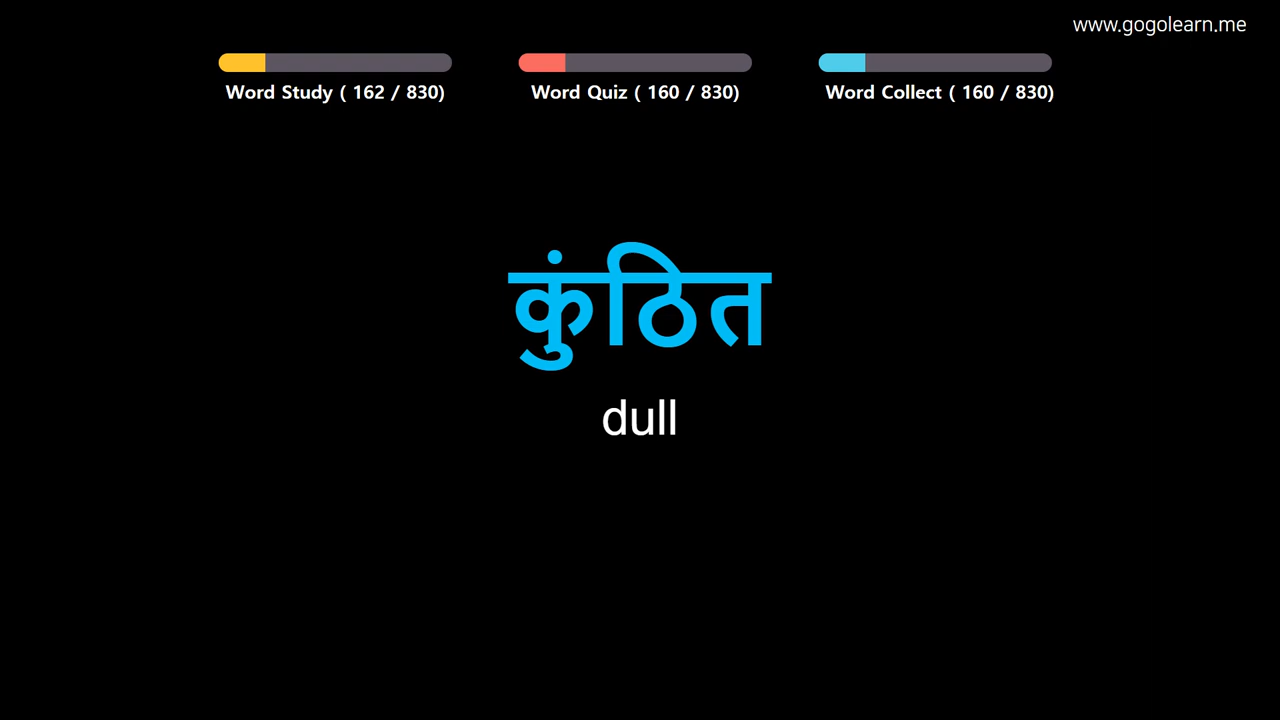 www.gogolearn.me
Word Study ( 162 / 830)
Word Quiz ( 160 / 830)
Word Collect ( 160 / 830)
कुंठित
dull